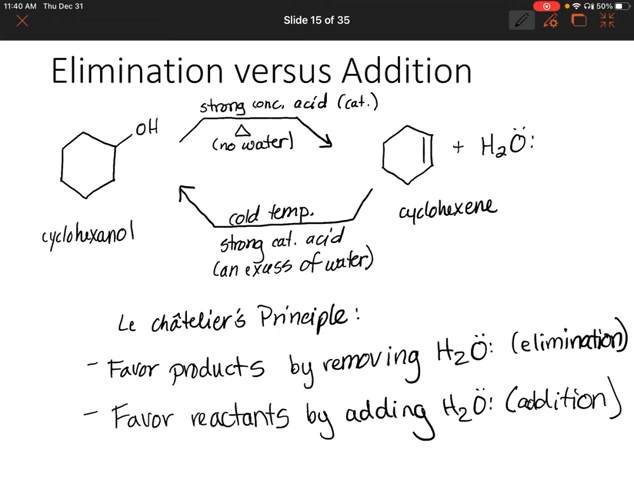 11:40 AM Thu Dec 31
50%
Slide 15 of 35
Elimination versus Addition
strong conc. acid (cat.)
OH
△
(no water)
+ H₂Ö:
cold temp.
cyclohexene
cyclohexanol
strong cat. acid
(an excess of water)
Le châtelier's Principle:
- Favor products by removing H₂Ö: (elimination)
- Favor reactants by adding H₂Ö: (addition)